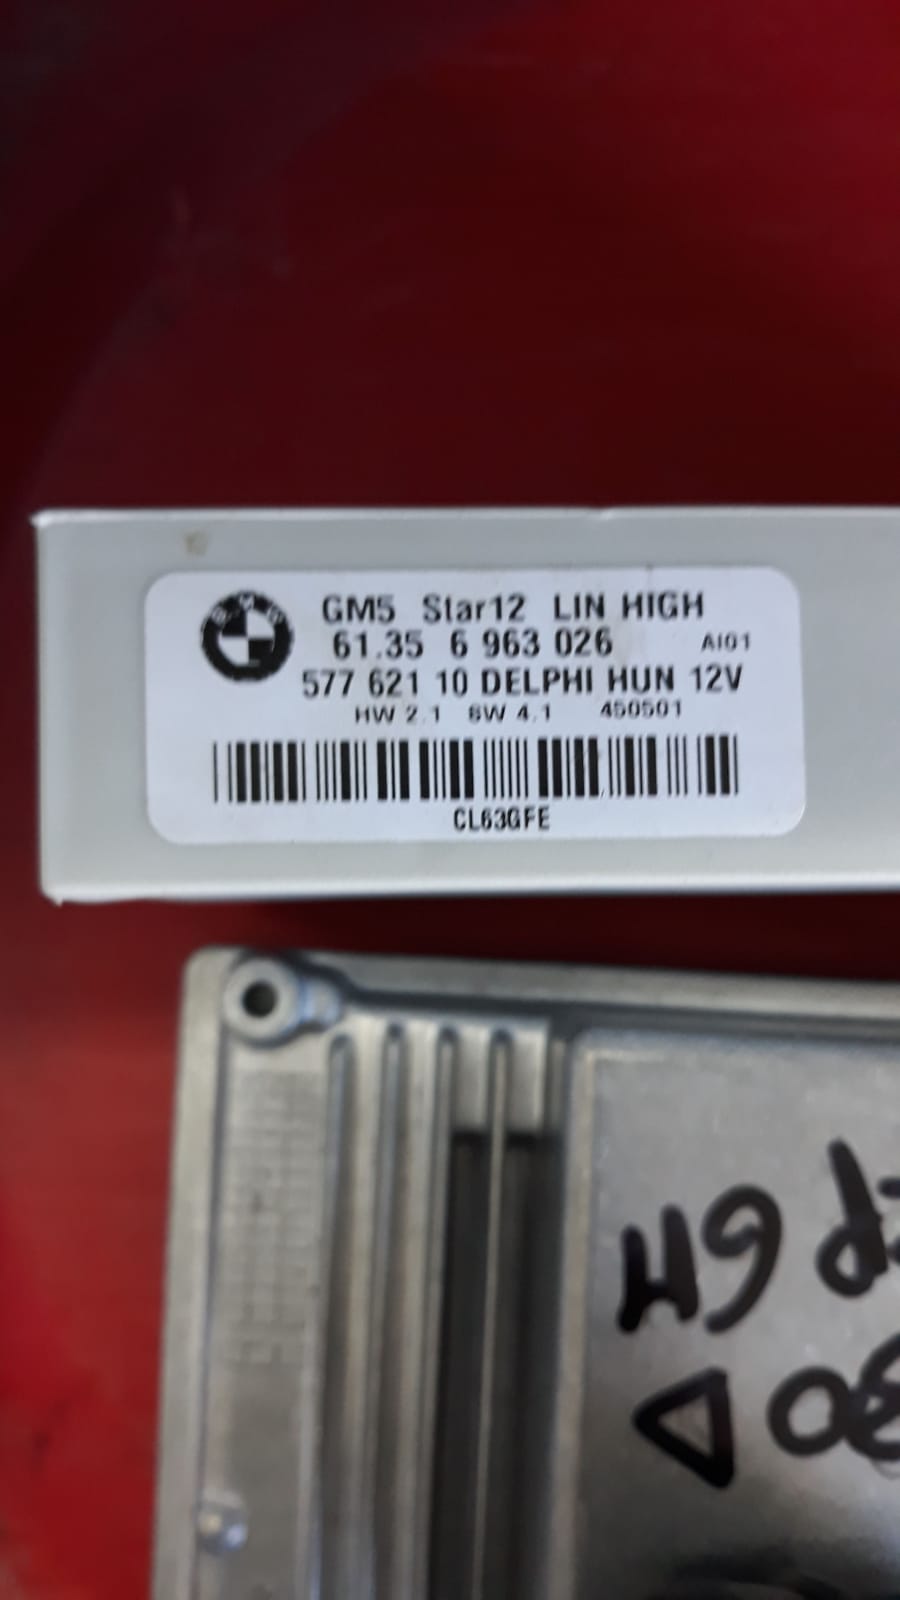 BMW
GM5 Star12 LIN HIGH
61.35 6 963 026 AI01
577 621 10 DELPHI HUN 12V
HW 2.1 SW 4.1 450501
CL63GFE